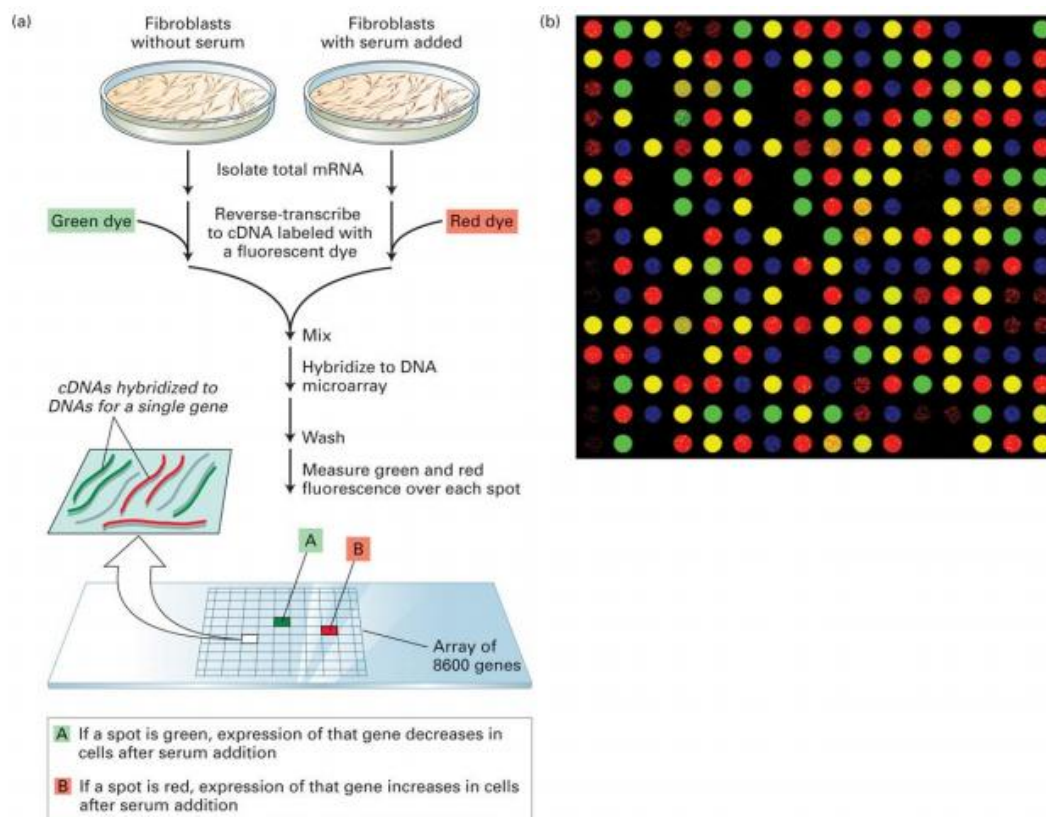 (a)
Fibroblasts
without serum
Fibroblasts
with serum added
Isolate total mRNA
Green dye
Reverse-transcribe
to cDNA labeled with
a fluorescent dye
Red dye
Mix
Hybridize to DNA
microarray
cDNAs hybridized to
DNAs for a single gene
Wash
Measure green and red
fluorescence over each spot
A
B
Array of
8600 genes
A If a spot is green, expression of that gene decreases in
cells after serum addition
B If a spot is red, expression of that gene increases in cells
after serum addition
(b)